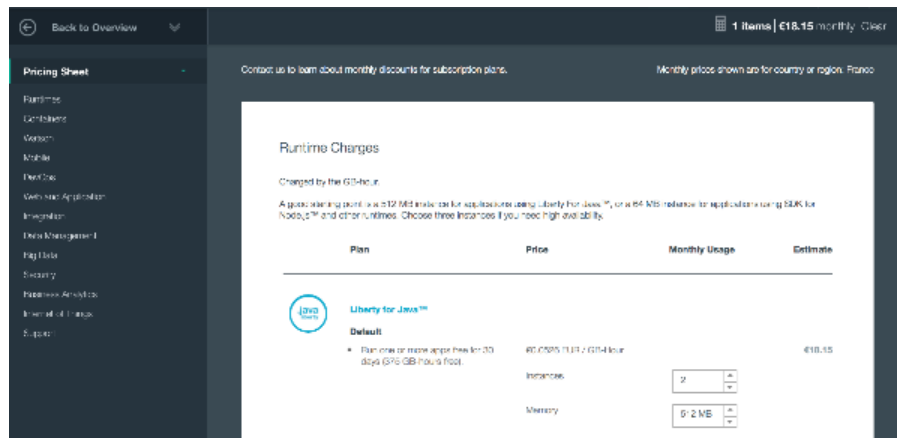 Back to Overview
1 items | €18.15 monthly Clear
Pricing Sheet
Contact us to learn about monthly discounts for subscription plans.
Monthly prices shown are for country or region: France
Runtimes
Containers
Watson
Mobile
DevOps
Web and Application
Integration
Data Management
Big Data
Security
Business Analytics
Internet of Things
Support
Runtime Charges
Charged by the GB-hour.
A good starting point is a 512 MB instance for applications using Liberty For Java™, or a 64 MB instance for applications using SDK for
Node.js™ and other runtimes. Choose three instances if you need high availability.
Plan Price Monthly Usage Estimate
Java
Liberty
Liberty for Java™
Default
• Run one or more apps free for 30
days (376 GB-hours free).
€0.0526 EUR / GB-Hour
€18.15
Instances
2
Memory
512 MB